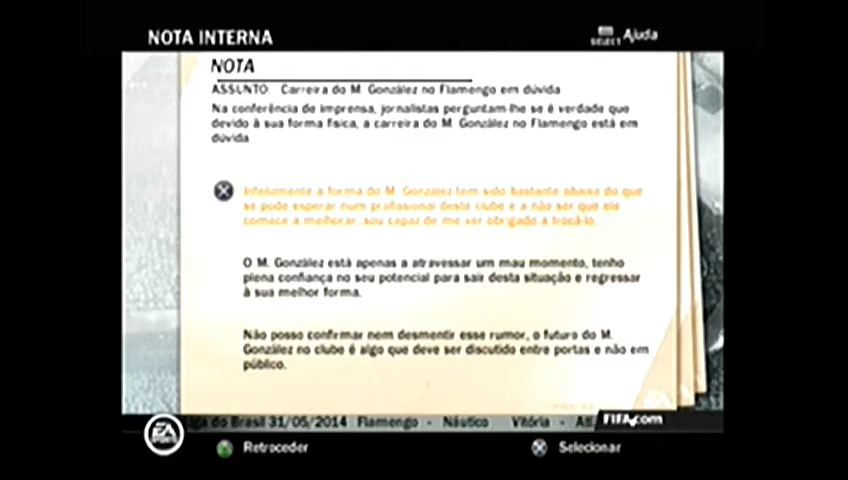 NOTA INTERNA
SELECT Ajuda
NOTA
ASSUNTO: Carreira do M. González no Flamengo em dúvida
Na conferência de imprensa, jornalistas perguntam-lhe se é verdade que
devido à sua forma física, a carreira do M. González no Flamengo está em
dúvida
Infelizmente a forma do M. González tem sido bastante abaixo do que
se pode esperar num profissional deste clube e a não ser que ele
comece a melhorar, sou capaz de me ver obrigado a trocá-lo.
O M. González está apenas a atravessar um mau momento, tenho
plena confiança no seu potencial para sair desta situação e regressar
à sua melhor forma.
Não posso confirmar nem desmentir esse rumor, o futuro do M.
González no clube é algo que deve ser discutido entre portas e não em
público.
iga do Brasil 31/05/2014 Flamengo - Náutico Vitória - Atl
FIFA.com
EA SPORTS
Retroceder
Selecionar